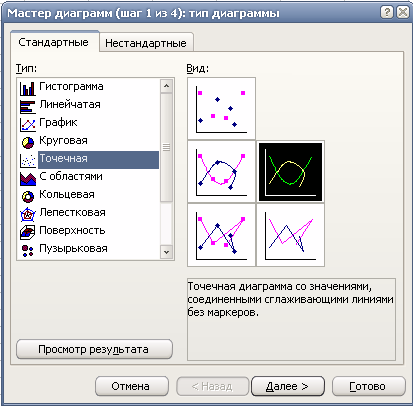 Мастер диаграмм (шаг 1 из 4): тип диаграммы
Стандартные
Нестандартные
Тип:
Вид:
Гистограмма
Линейчатая
График
Круговая
Точечная
С областями
Кольцевая
Лепестковая
Поверхность
Пузырьковая
Точечная диаграмма со значениями,
соединенными сглаживающими линиями
без маркеров.
Просмотр результата
Отмена
< Назад
Далее >
Готово